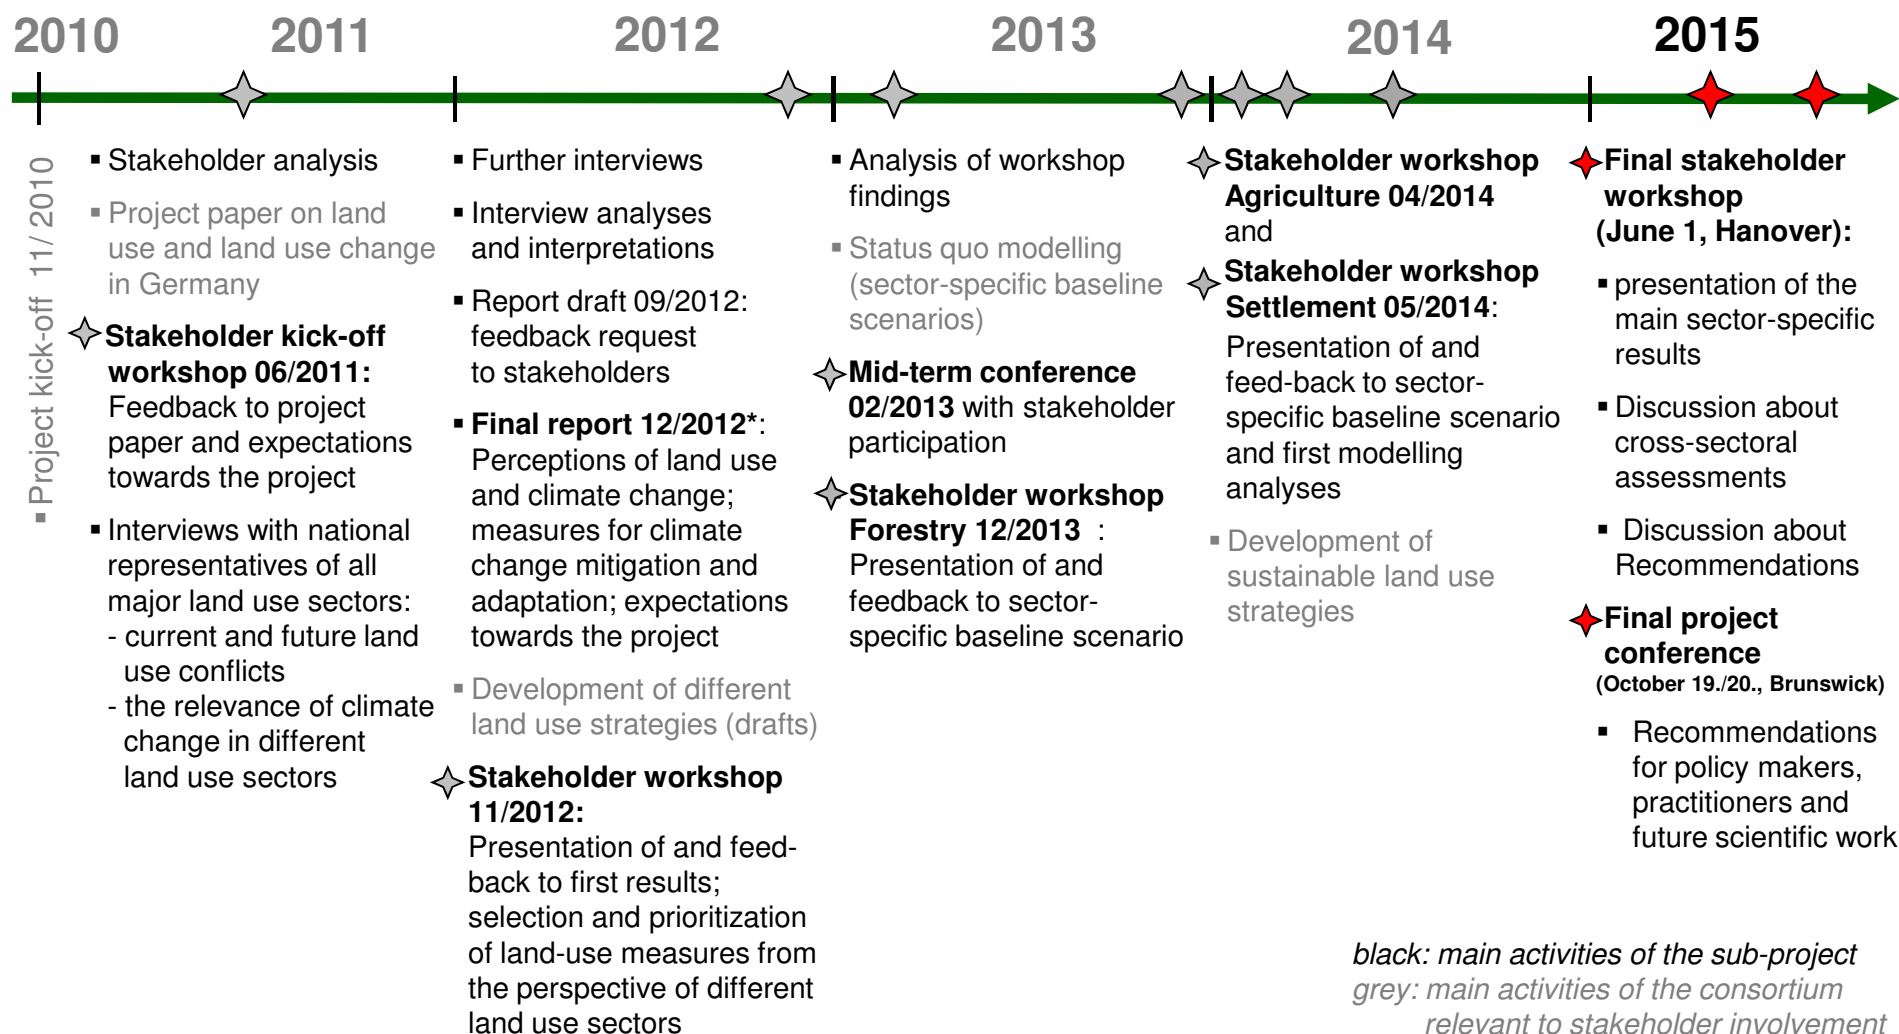 2010 2011 2012 2013 2014 2015
▪ Project kick-off 11/ 2010
▪ Stakeholder analysis
▪ Project paper on land
use and land use change
in Germany
Stakeholder kick-off
workshop 06/2011:
Feedback to project
paper and expectations
towards the project
▪ Interviews with national
representatives of all
major land use sectors:
- current and future land
use conflicts
- the relevance of climate
change in different
land use sectors
▪ Further interviews
▪ Interview analyses
and interpretations
▪ Report draft 09/2012:
feedback request
to stakeholders
▪ Final report 12/2012*:
Perceptions of land use
and climate change;
measures for climate
change mitigation and
adaptation; expectations
towards the project
▪ Development of different
land use strategies (drafts)
Stakeholder workshop
11/2012:
Presentation of and feed-
back to first results;
selection and prioritization
of land-use measures from
the perspective of different
land use sectors
▪ Analysis of workshop
findings
▪ Status quo modelling
(sector-specific baseline
scenarios)
Mid-term conference
02/2013 with stakeholder
participation
Stakeholder workshop
Forestry 12/2013 :
Presentation of and
feedback to sector-
specific baseline scenario
Stakeholder workshop
Agriculture 04/2014
and
Stakeholder workshop
Settlement 05/2014:
Presentation of and
feed-back to sector-
specific baseline scenario
and first modelling
analyses
▪ Development of
sustainable land use
strategies
Final stakeholder
workshop
(June 1, Hanover):
▪ presentation of the
main sector-specific
results
▪ Discussion about
cross-sectoral
assessments
▪ Discussion about
Recommendations
Final project
conference
(October 19./20., Brunswick)
▪ Recommendations
for policy makers,
practitioners and
future scientific work
black: main activities of the sub-project
grey: main activities of the consortium
relevant to stakeholder involvement